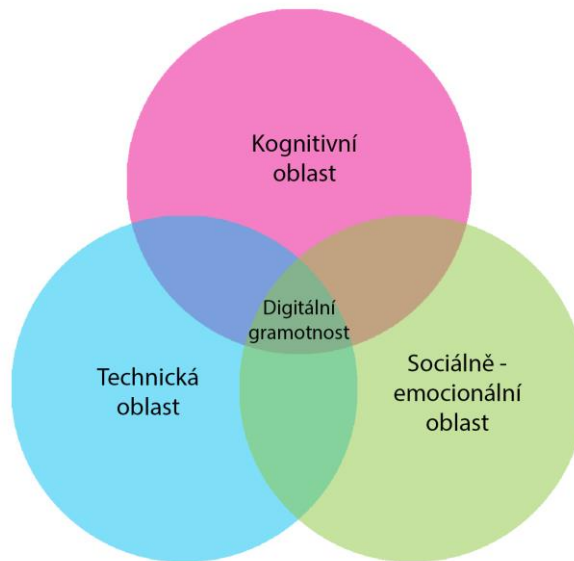 Kognitivní
oblast
Digitální
gramotnost
Technická
oblast
Sociálně -
emocionální
oblast